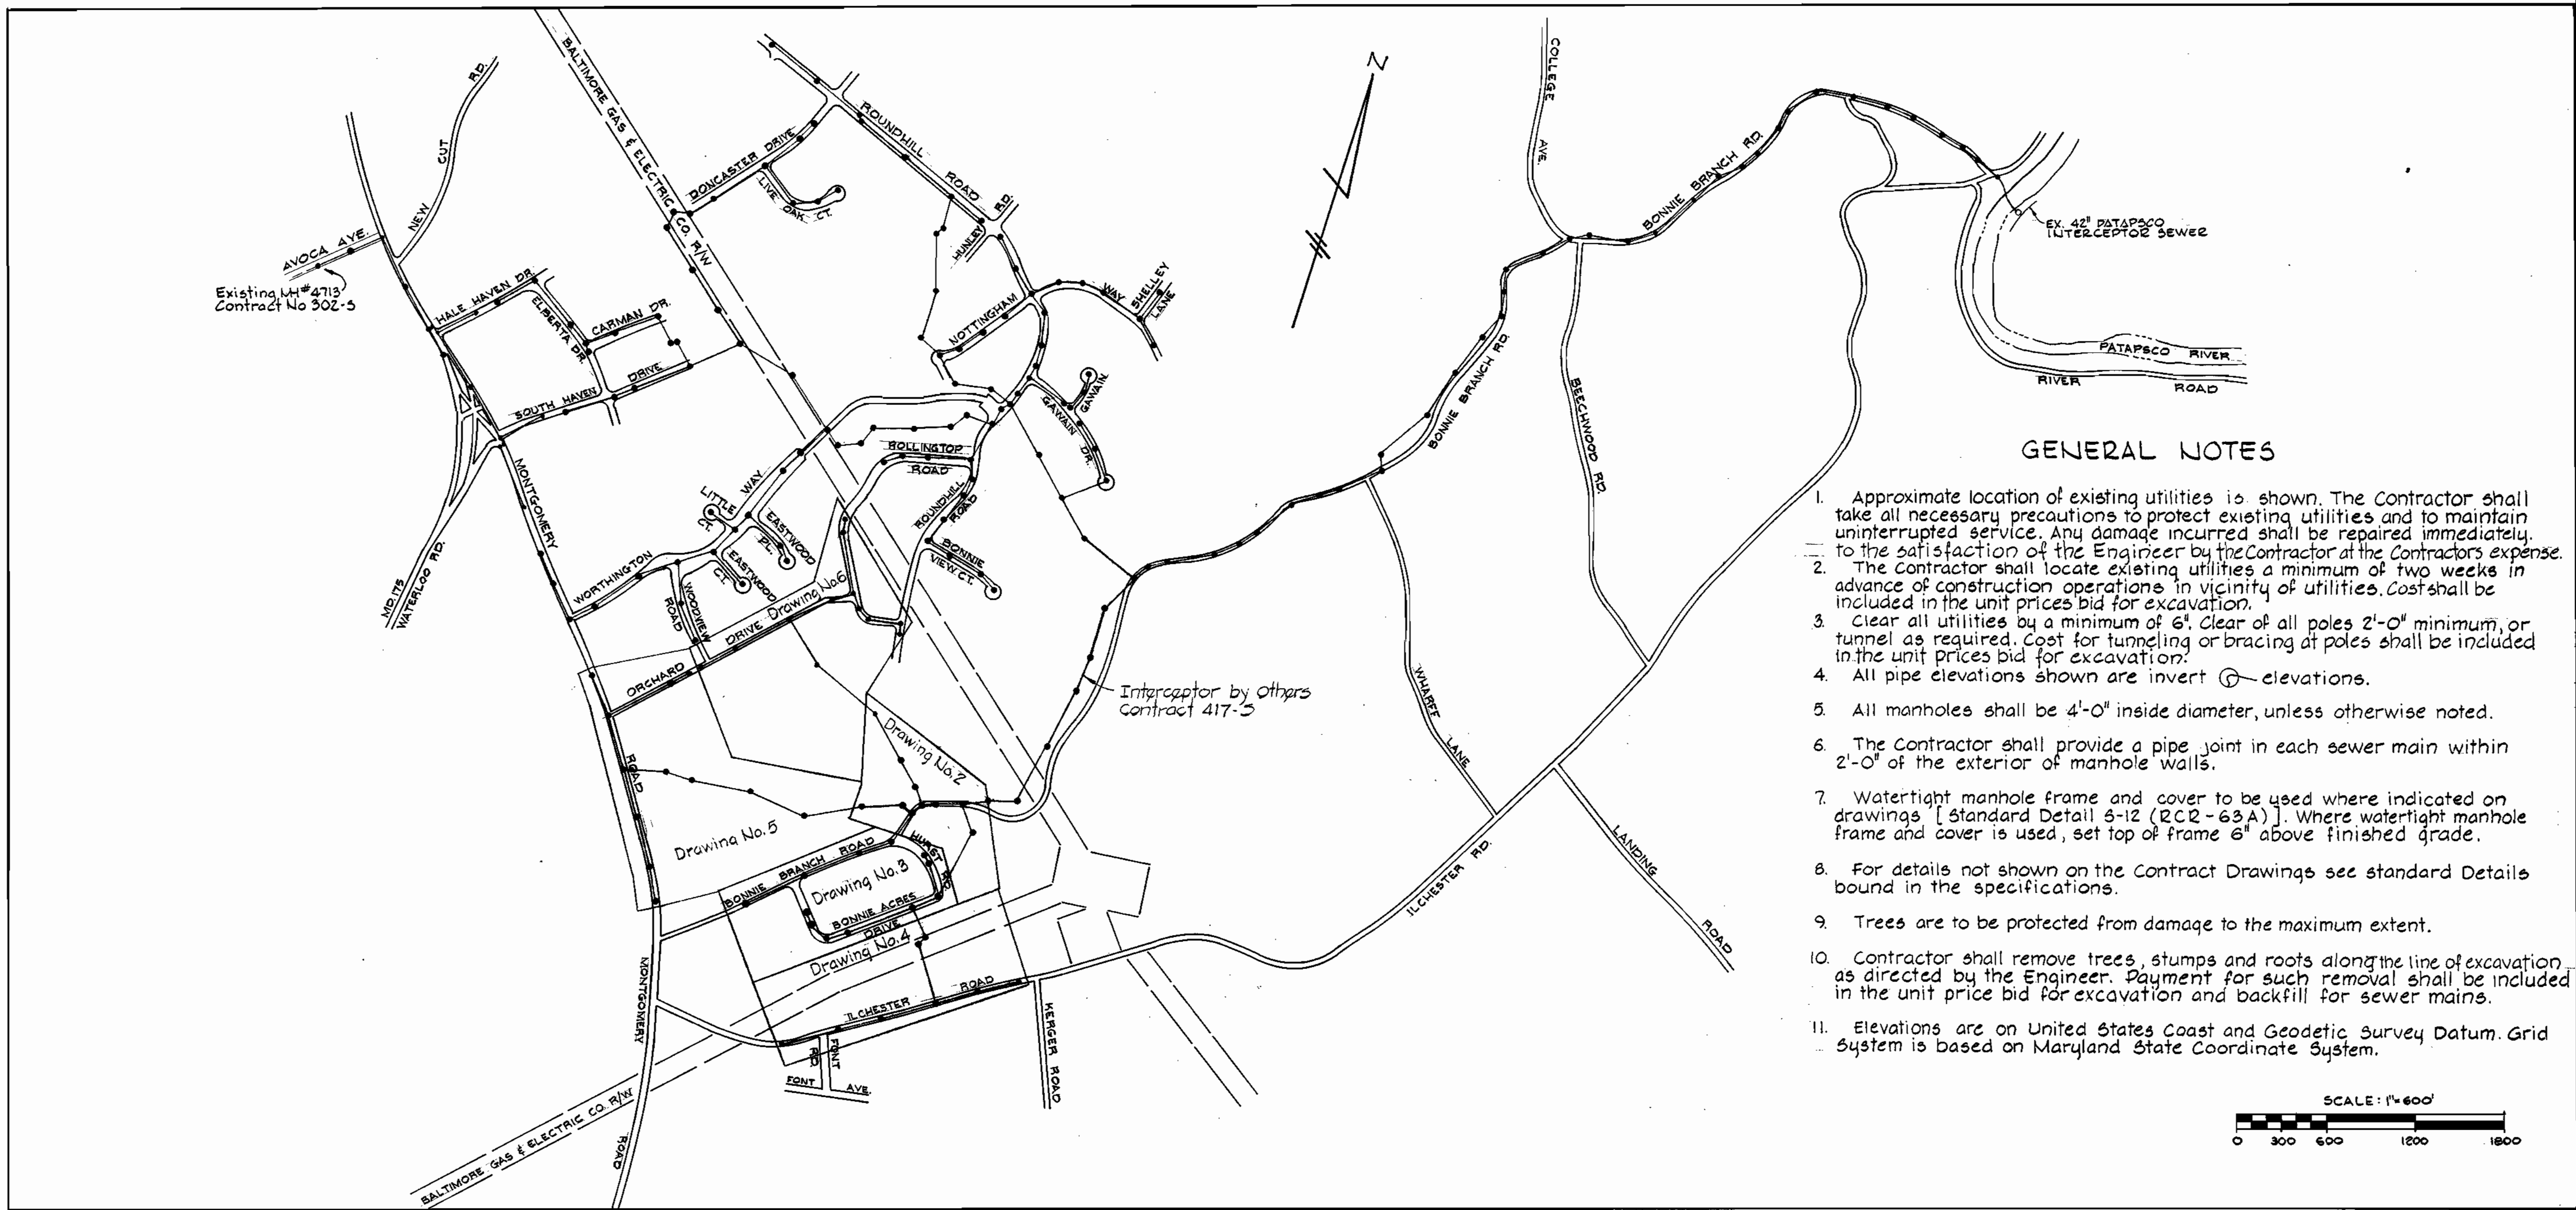 BALTIMORE GAS & ELECTRIC CO. R/W
NEW CUT RD.
AVOCA AVE.
Existing MH#4713
Contract No 302-S
HALE HAVEN DR.
ELBERTA DR.
CARMAN DR.
SOUTH HAVEN DRIVE
DONCASTER DRIVE
LIVE OAK CT.
ROUNDHILL ROAD
HUNLEY RD.
NOTTINGHAM WAY
SHELLEY LANE
GAWAIN
GAWAIN DR.
ROLLINGTOP ROAD
ROUNDHILL ROAD
BONNIE VIEW CT.
LITTLE CT.
WAY
EASTWOOD PL.
EASTWOOD CT.
WORTHINGTON
WOODVIEW ROAD
ORCHARD DRIVE
Drawing No.6
MONTGOMERY ROAD
MD.175
WATERLOO RD.
Drawing No.2
Drawing No.5
Interceptor by Others
Contract 417-S
BONNIE BRANCH ROAD
HURST RD.
Drawing No.3
BONNIE ACRES DRIVE
Drawing No.4
ILCHESTER ROAD
FONT RD.
FONT AVE.
KERGER ROAD
MONTGOMERY ROAD
BALTIMORE GAS & ELECTRIC CO. R/W
N
COLLEGE AVE.
BONNIE BRANCH RD.
BONNIE BRANCH RD.
BEECHWOOD RD.
WHARFF LANE
ILCHESTER RD.
LANDING ROAD
EX. 42" PATAPSCO
INTERCEPTOR SEWER
PATAPSCO RIVER
RIVER ROAD
GENERAL NOTES
1. Approximate location of existing utilities is shown. The Contractor shall
take all necessary precautions to protect existing utilities and to maintain
uninterrupted service. Any damage incurred shall be repaired immediately.
to the satisfaction of the Engineer by the Contractor at the Contractors expense.
2. The Contractor shall locate existing utilities a minimum of two weeks in
advance of construction operations in vicinity of utilities. Cost shall be
included in the unit prices bid for excavation.
3. Clear all utilities by a minimum of 6". Clear of all poles 2'-0" minimum, or
tunnel as required. Cost for tunneling or bracing at poles shall be included
in the unit prices bid for excavation.
4. All pipe elevations shown are invert elevations.
5. All manholes shall be 4'-0" inside diameter, unless otherwise noted.
6. The Contractor shall provide a pipe joint in each sewer main within
2'-0" of the exterior of manhole walls.
7. Watertight manhole frame and cover to be used where indicated on
drawings [Standard Detail S-12 (RCR-63A)]. Where watertight manhole
frame and cover is used, set top of frame 6" above finished grade.
8. For details not shown on the Contract Drawings see standard Details
bound in the specifications.
9. Trees are to be protected from damage to the maximum extent.
10. Contractor shall remove trees, stumps and roots along the line of excavation
as directed by the Engineer. Payment for such removal shall be included
in the unit price bid for excavation and backfill for sewer mains.
11. Elevations are on United States Coast and Geodetic Survey Datum. Grid
System is based on Maryland State Coordinate System.
SCALE: 1"=600'
0 300 600 1200 1800